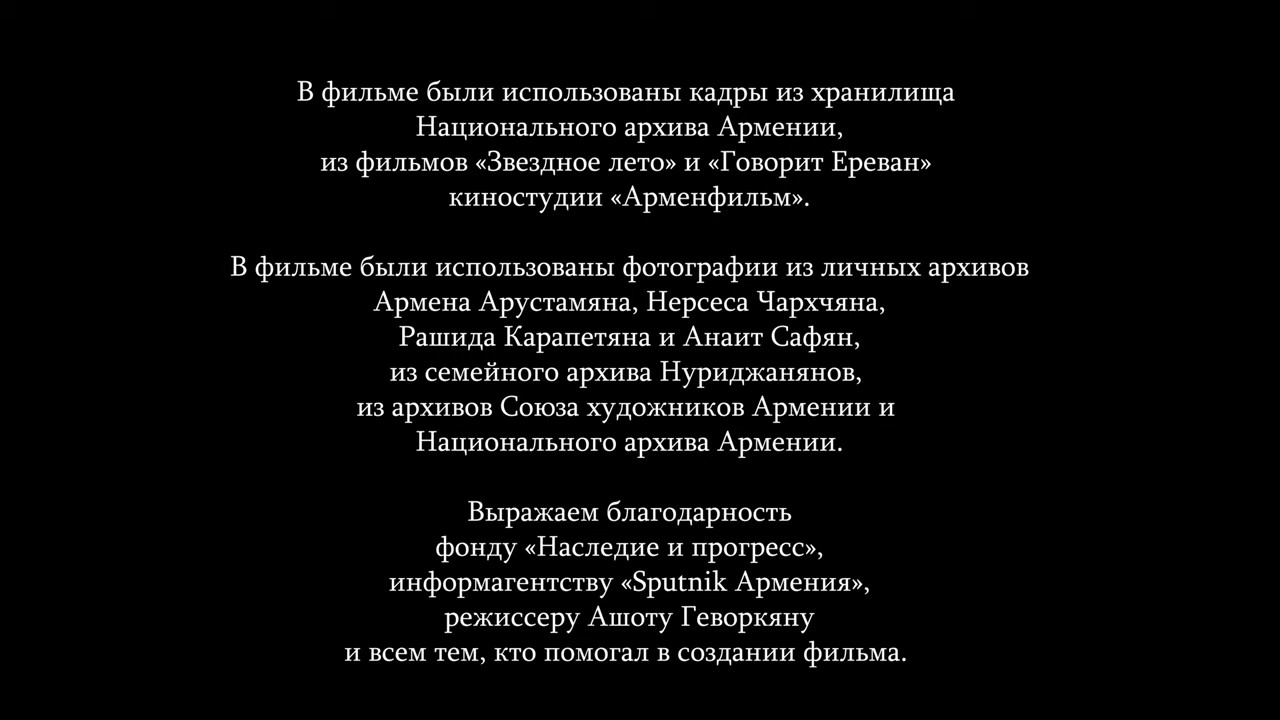 В фильме были использованы кадры из хранилища
Национального архива Армении,
из фильмов «Звездное лето» и «Говорит Ереван»
киностудии «Арменфильм».
В фильме были использованы фотографии из личных архивов
Армена Арустамяна, Нерсеса Чархчяна,
Рашида Карапетяна и Анаит Сафян,
из семейного архива Нуриджанянов,
из архивов Союза художников Армении и
Национального архива Армении.
Выражаем благодарность
фонду «Наследие и прогресс»,
информагентству «Sputnik Армения»,
режиссеру Ашоту Геворкяну
и всем тем, кто помогал в создании фильма.